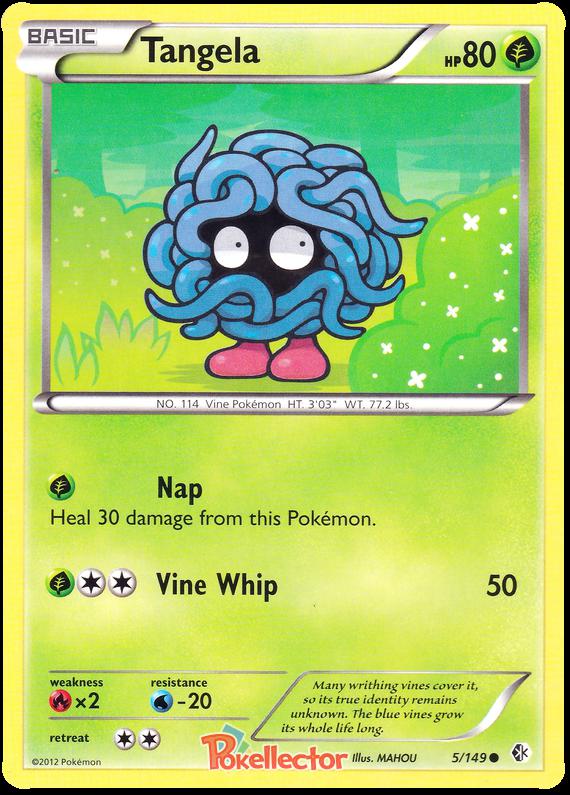 BASIC
Tangela
HP80
NO. 114 Vine Pokémon HT. 3'03" WT. 77.2 lbs.
Nap
Heal 30 damage from this Pokémon.
Vine Whip 50
weakness resistance
×2 -20
Many writhing vines cover it,
so its true identity remains
unknown. The blue vines grow
its whole life long.
retreat
©2012 Pokémon Pokellector Illus. MAHOU 5/149